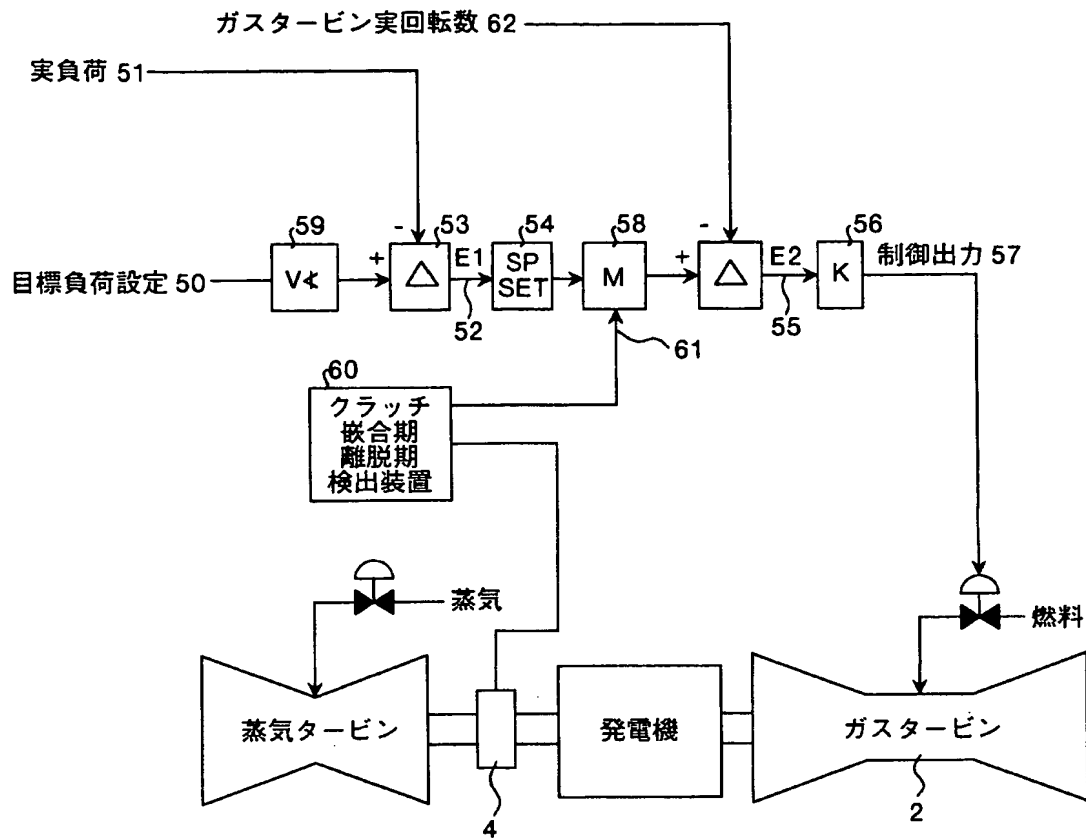 ガスタービン実回転数 62
実負荷 51
目標負荷設定 50
59
V∢
+
-
53
△
E1
52
54
SP
SET
58
M
61
+
-
△
E2
55
56
K
制御出力 57
60
クラッチ
嵌合期
離脱期
検出装置
蒸気
燃料
蒸気タービン
4
発電機
ガスタービン
2